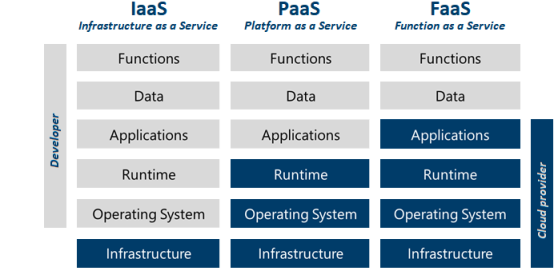 IaaS PaaS FaaS
Infrastructure as a Service Platform as a Service Function as a Service
Functions Functions Functions
Data Data Data
Developer
Applications Applications Applications
Runtime Runtime Runtime
Operating System Operating System Operating System
Cloud provider
Infrastructure Infrastructure Infrastructure